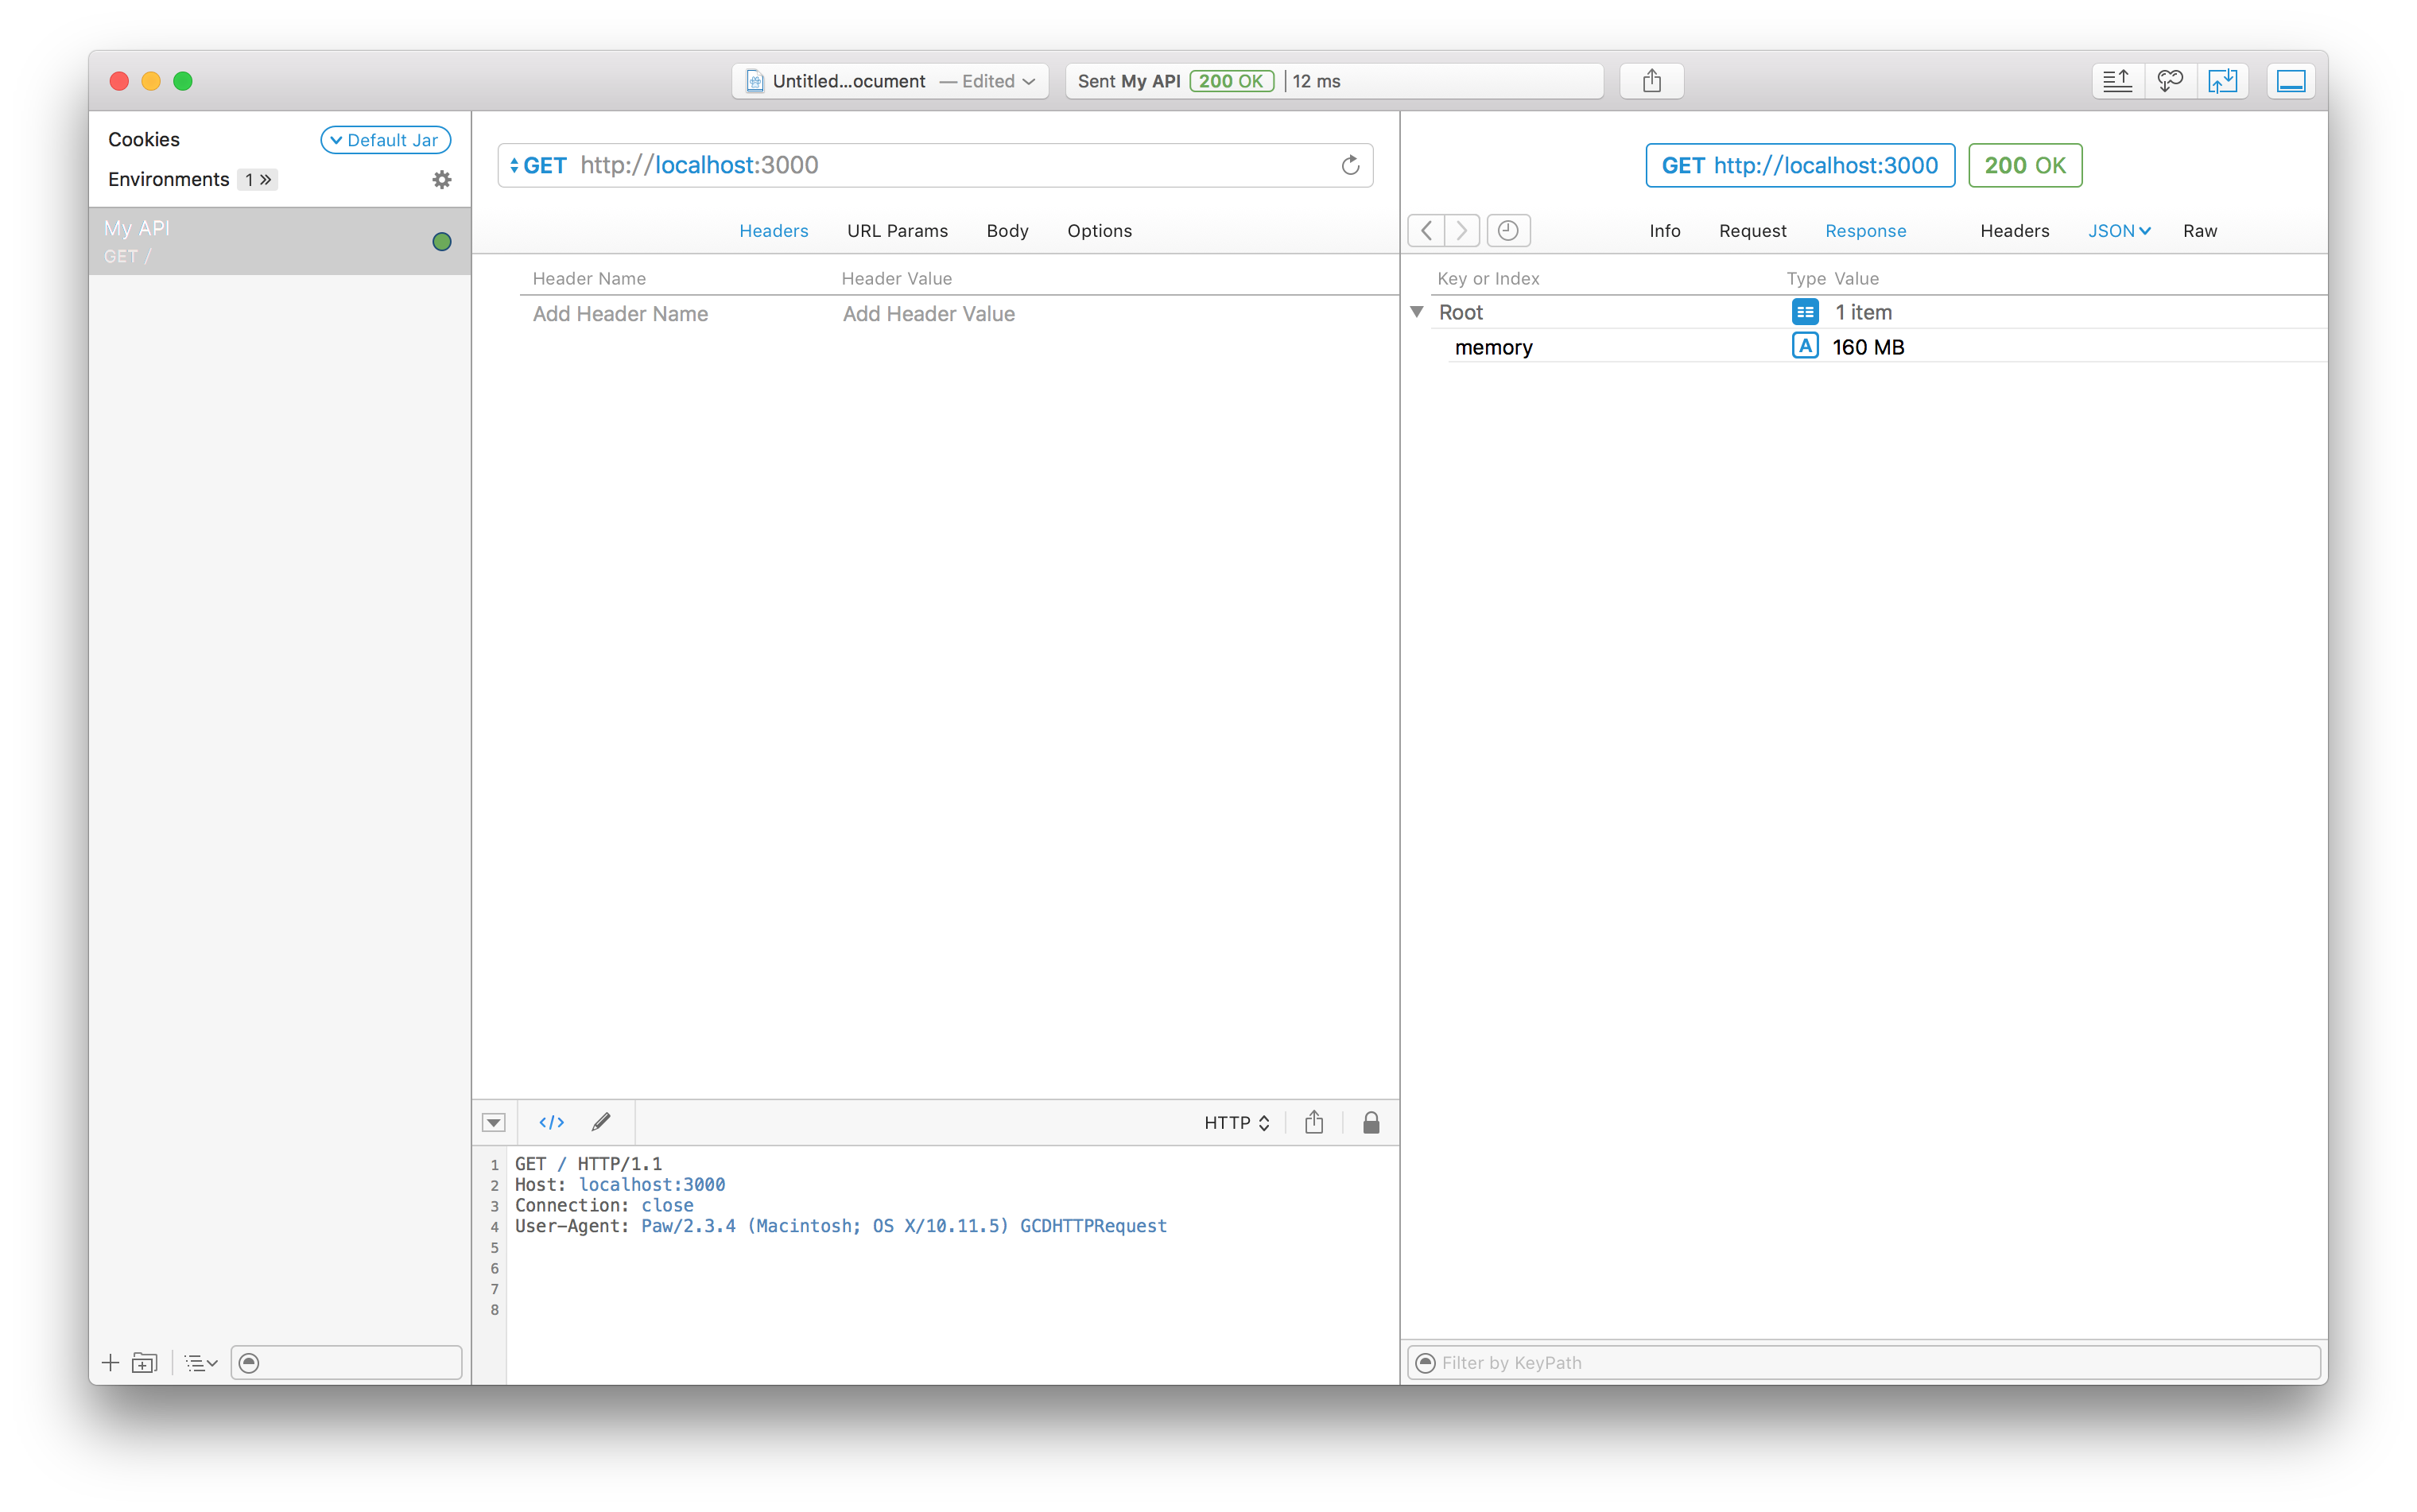 Untitled...ocument — Edited
Sent My API 200 OK | 12 ms
Cookies
Default Jar
Environments 1 »
My API
GET /
GET http://localhost:3000
Headers URL Params Body Options
Header Name Header Value
Add Header Name Add Header Value
HTTP
1 GET / HTTP/1.1
2 Host: localhost:3000
3 Connection: close
4 User-Agent: Paw/2.3.4 (Macintosh; OS X/10.11.5) GCDHTTPRequest
5
6
7
8
GET http://localhost:3000 200 OK
Info Request Response Headers JSON Raw
Key or Index Type Value
Root 1 item
memory A 160 MB
Filter by KeyPath